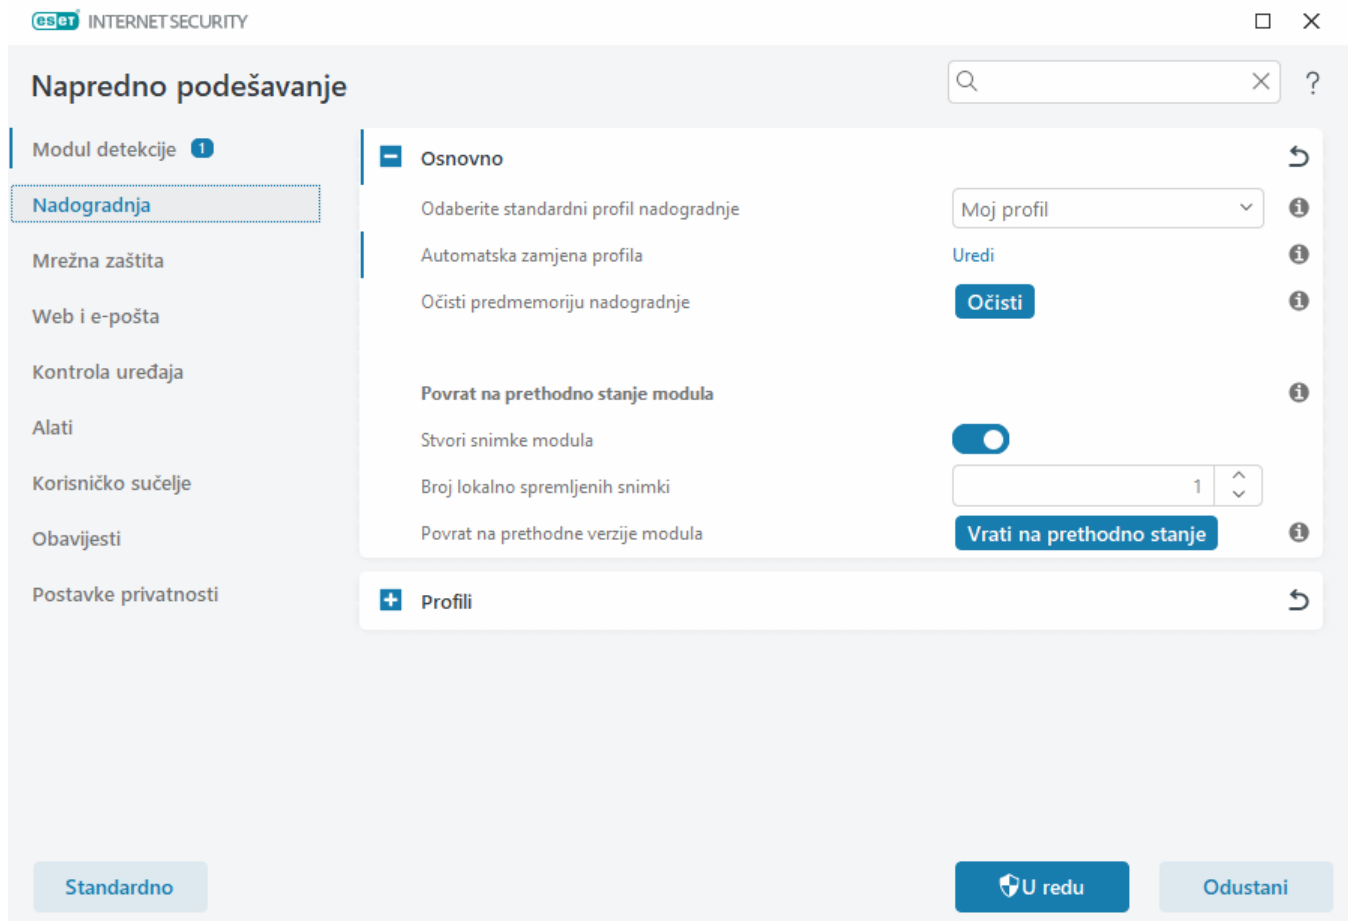 eset INTERNET SECURITY
Napredno podešavanje
?
Modul detekcije 1
Nadogradnja
Mrežna zaštita
Web i e-pošta
Kontrola uređaja
Alati
Korisničko sučelje
Obavijesti
Postavke privatnosti
Osnovno
Odaberite standardni profil nadogradnje Moj profil
Automatska zamjena profila Uredi
Očisti predmemoriju nadogradnje Očisti
Povrat na prethodno stanje modula
Stvori snimke modula
Broj lokalno spremljenih snimki 1
Povrat na prethodne verzije modula Vrati na prethodno stanje
Profili
Standardno
U redu
Odustani